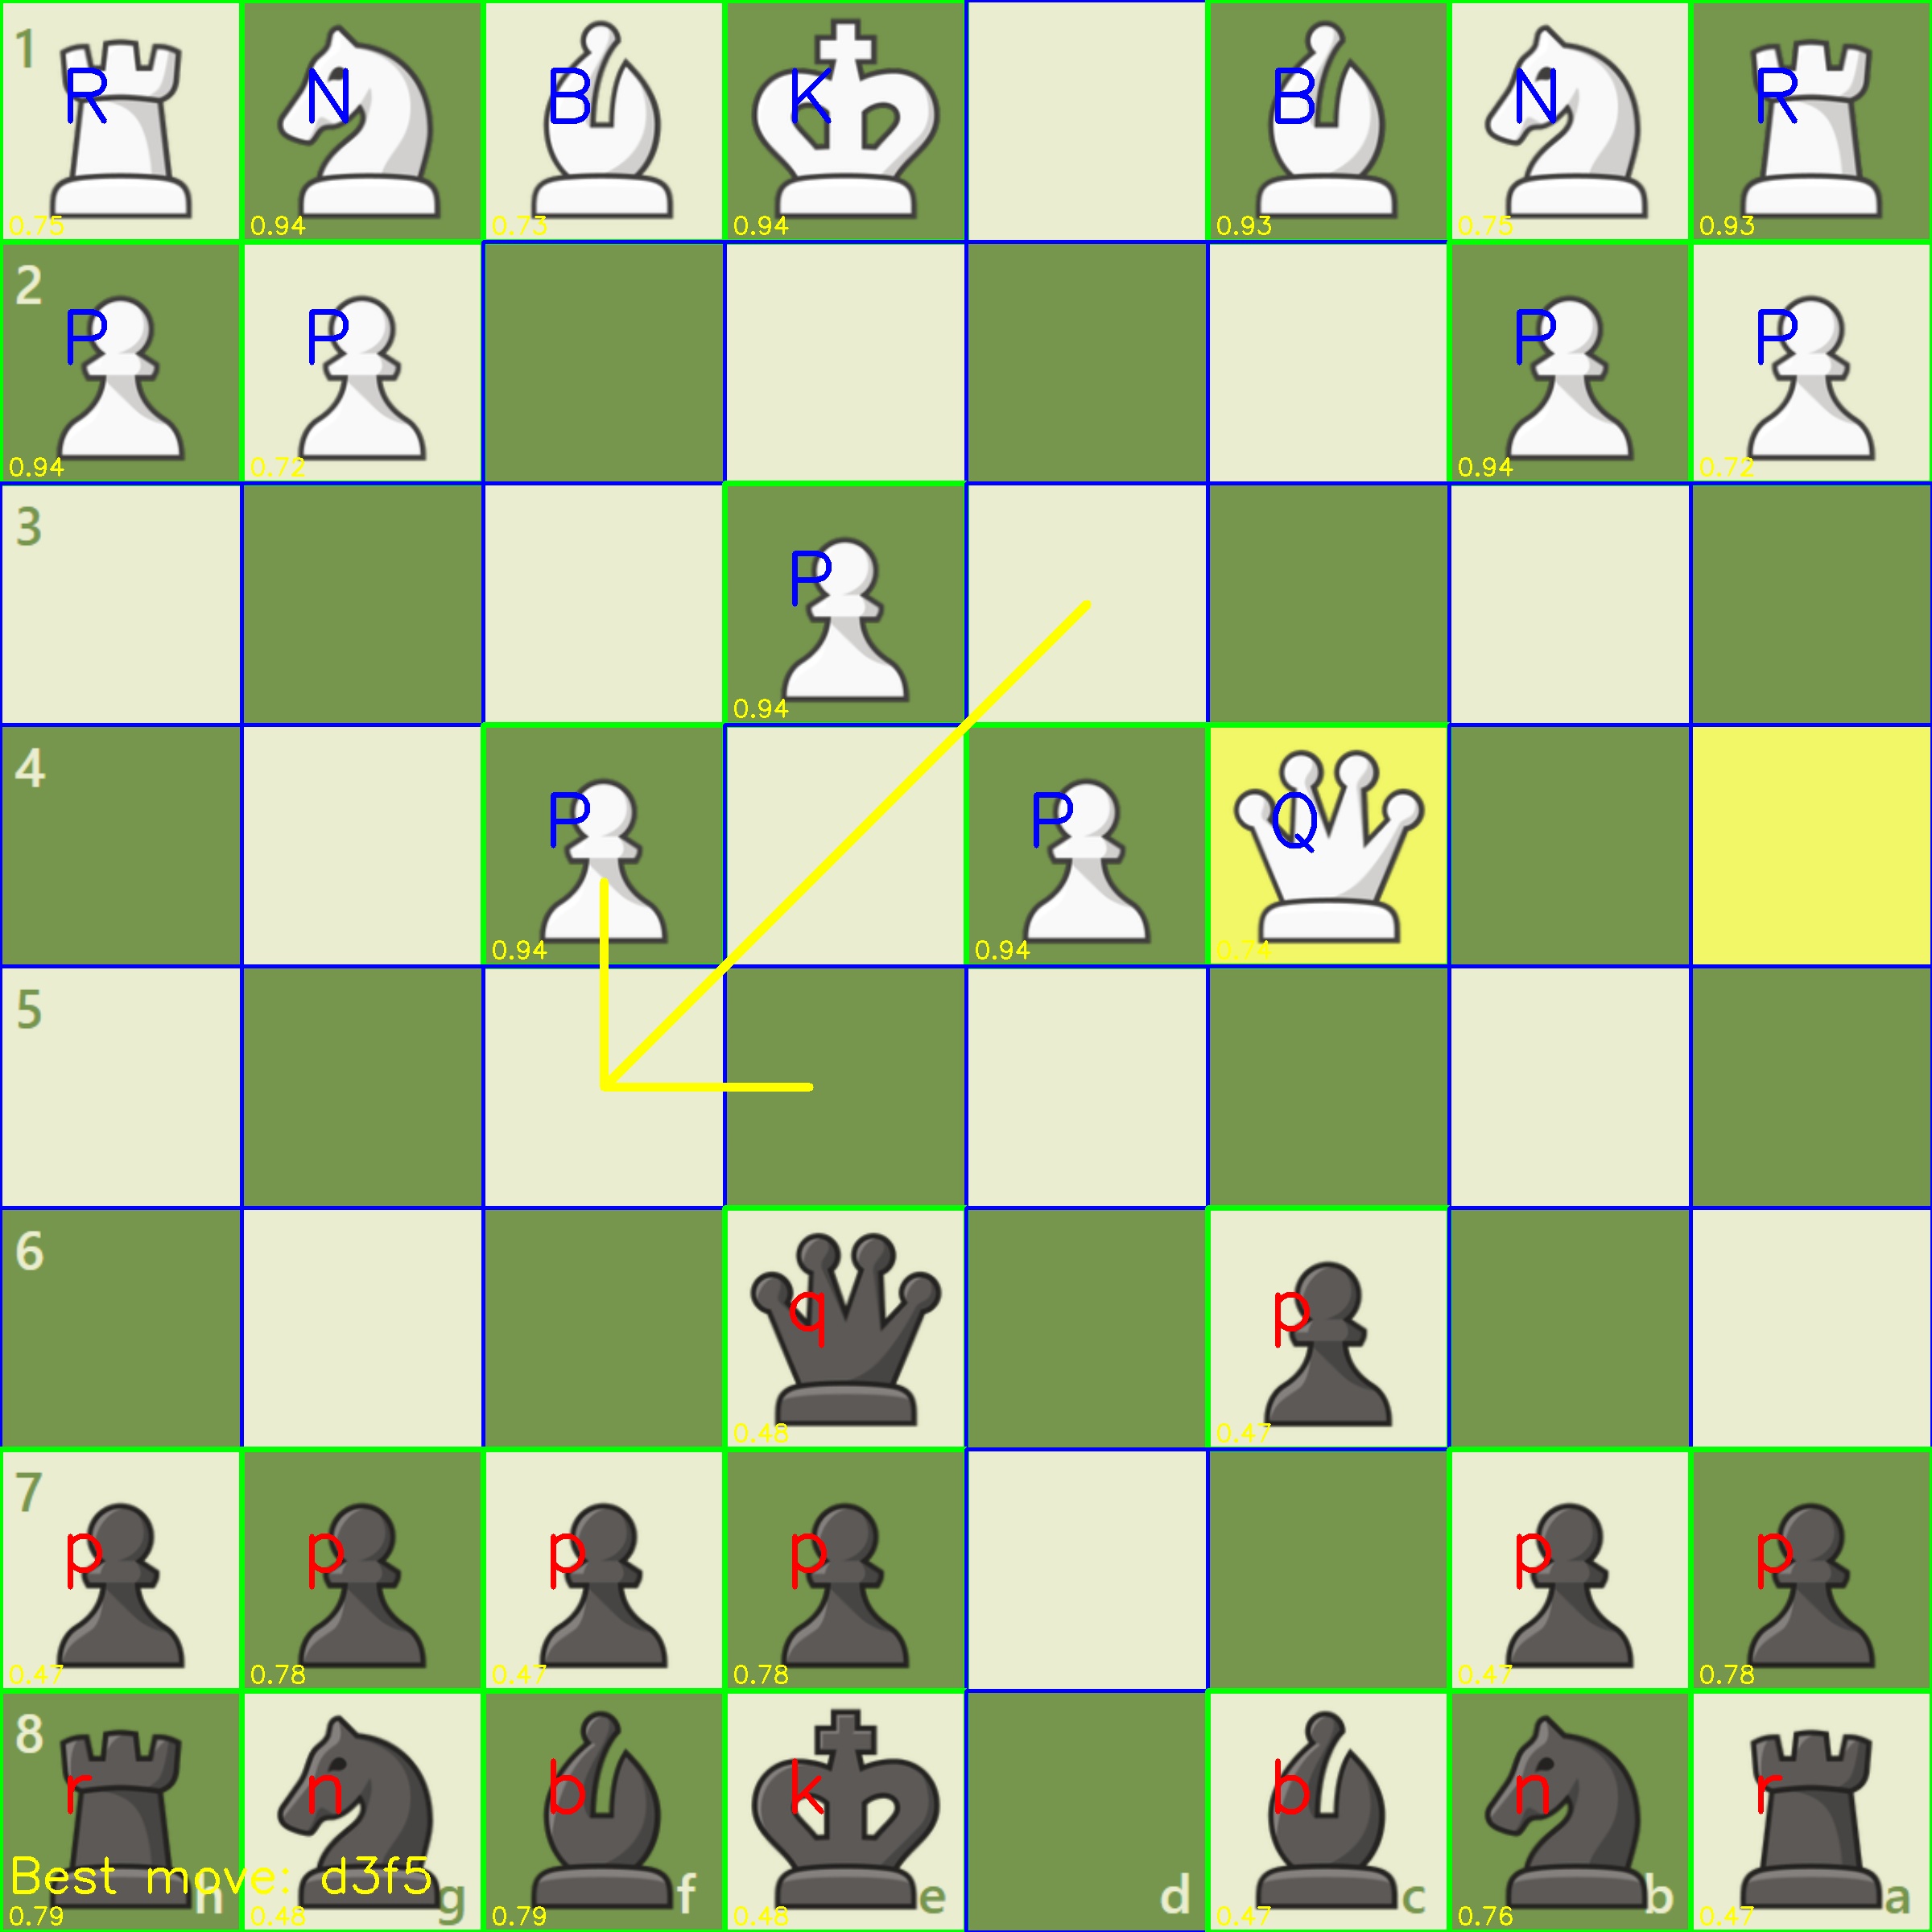 1 R N B K B N R
0.75 0.94 0.73 0.94 0.93 0.75 0.93
2 P P P P
0.94 0.72 0.94 0.72
3 P
0.94
4 P P Q
0.94 0.94 0.74
5
6 q p
0.48 0.47
7 p p p p p p
0.47 0.78 0.47 0.78 0.47 0.78
8 r n b k b n r
Best move: d3f5
h g f e d c b a
0.79 0.48 0.79 0.48 0.47 0.76 0.47